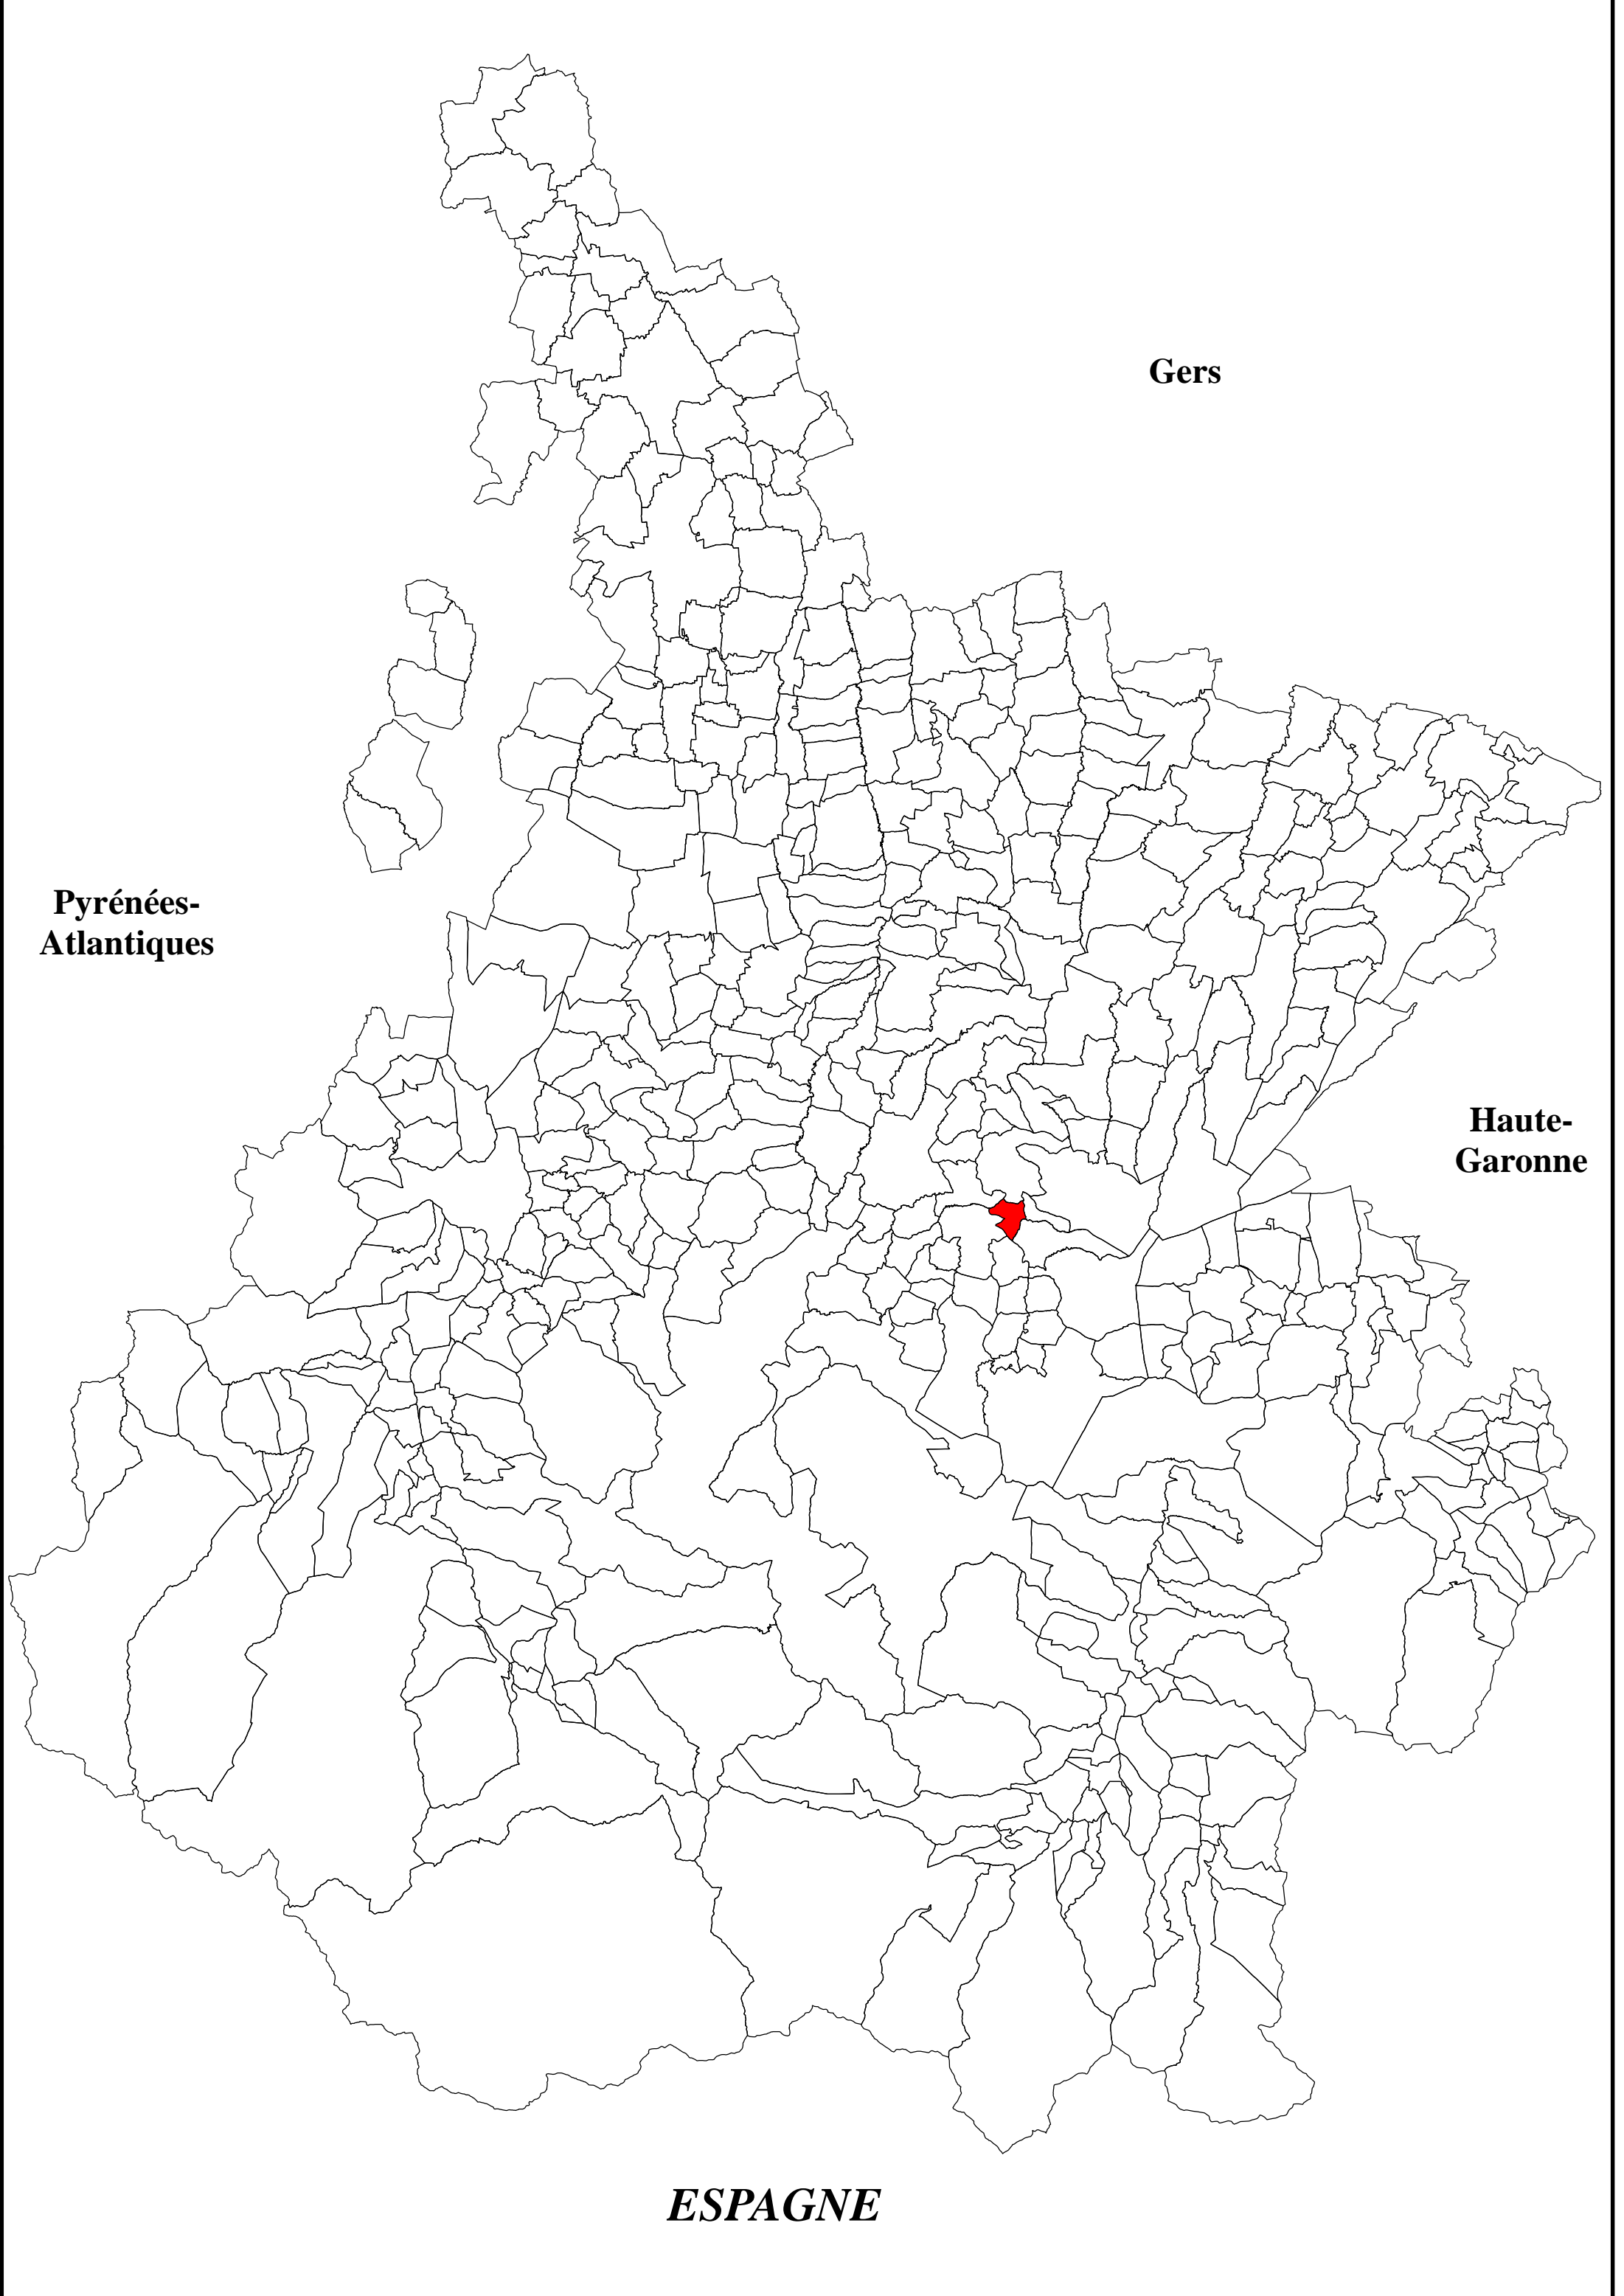 Gers
Pyrénées-
Atlantiques
Haute-
Garonne
ESPAGNE